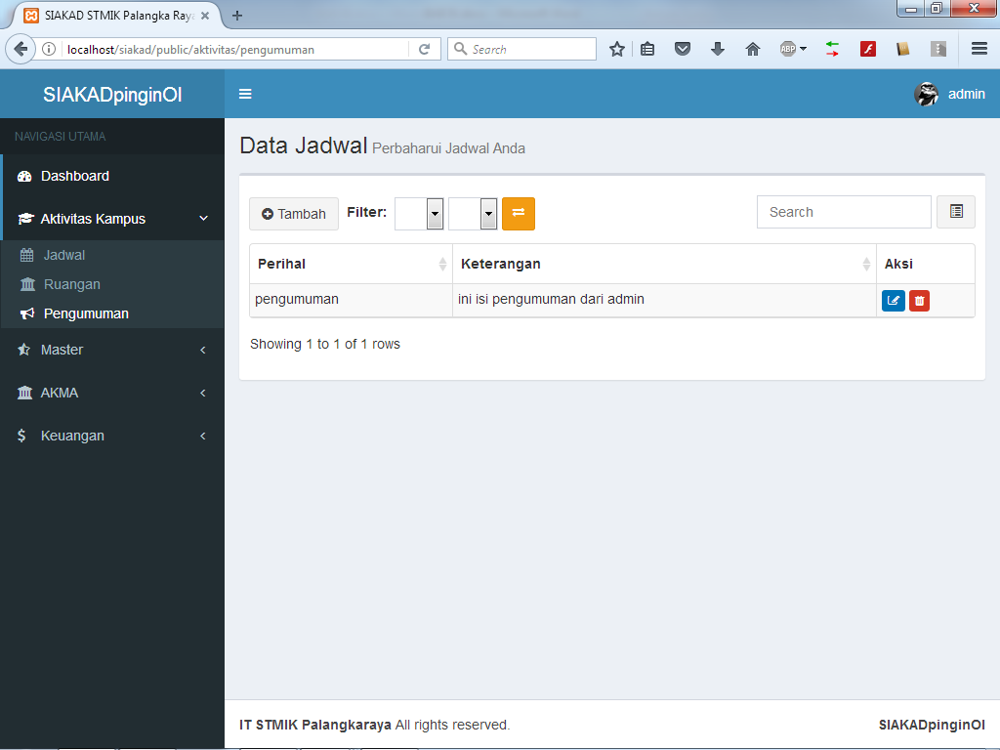 SIAKAD STMIK Palangka Raya
localhost/siakad/public/aktivitas/pengumuman
Search
ABP
SIAKADpinginOl
admin
NAVIGASI UTAMA
Dashboard
Aktivitas Kampus
Jadwal
Ruangan
Pengumuman
Master
AKMA
Keuangan
Data Jadwal Perbaharui Jadwal Anda
Tambah Filter:
Search
Perihal Keterangan Aksi
pengumuman ini isi pengumuman dari admin
Showing 1 to 1 of 1 rows
IT STMIK Palangkaraya All rights reserved.
SIAKADpinginOl